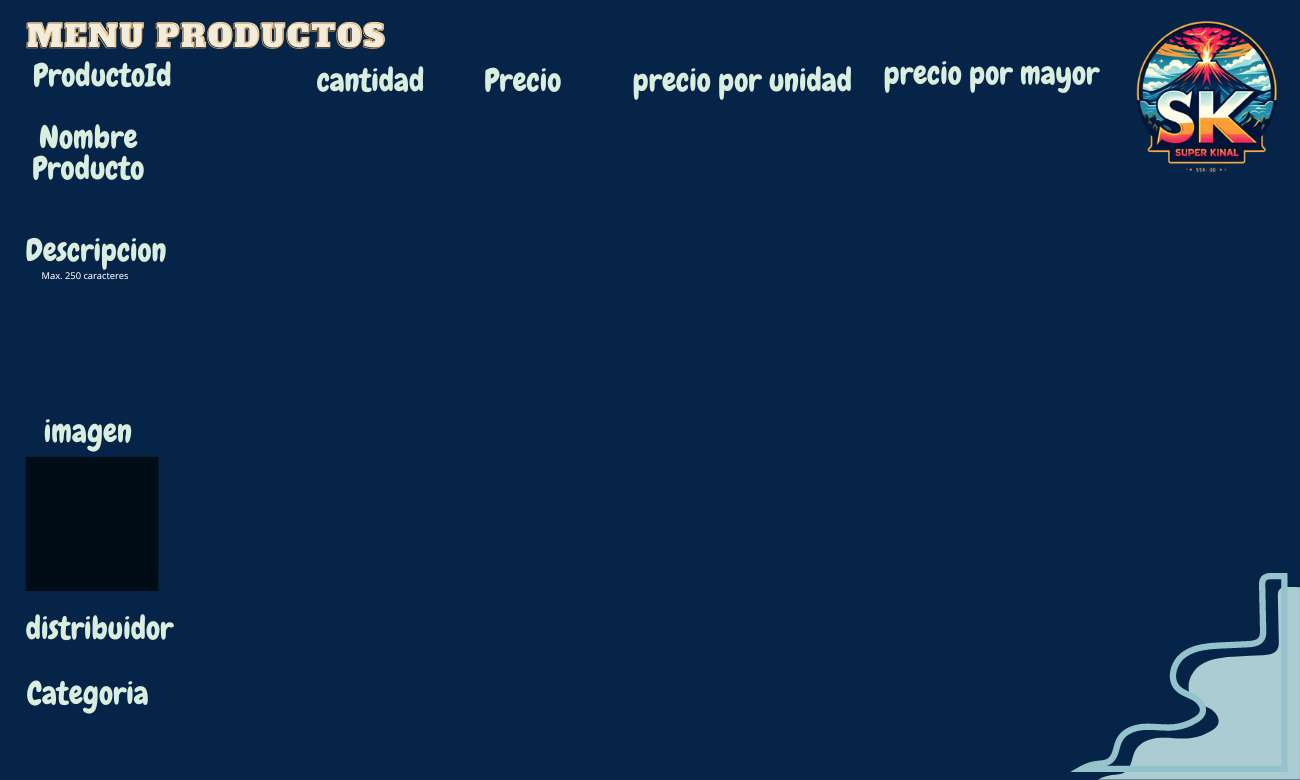 MENU PRODUCTOS
ProductoId
cantidad
Precio
precio por unidad
precio por mayor
SK
SUPER KINAL
Nombre
Producto
Descripcion
Max. 250 caracteres
imagen
distribuidor
Categoria